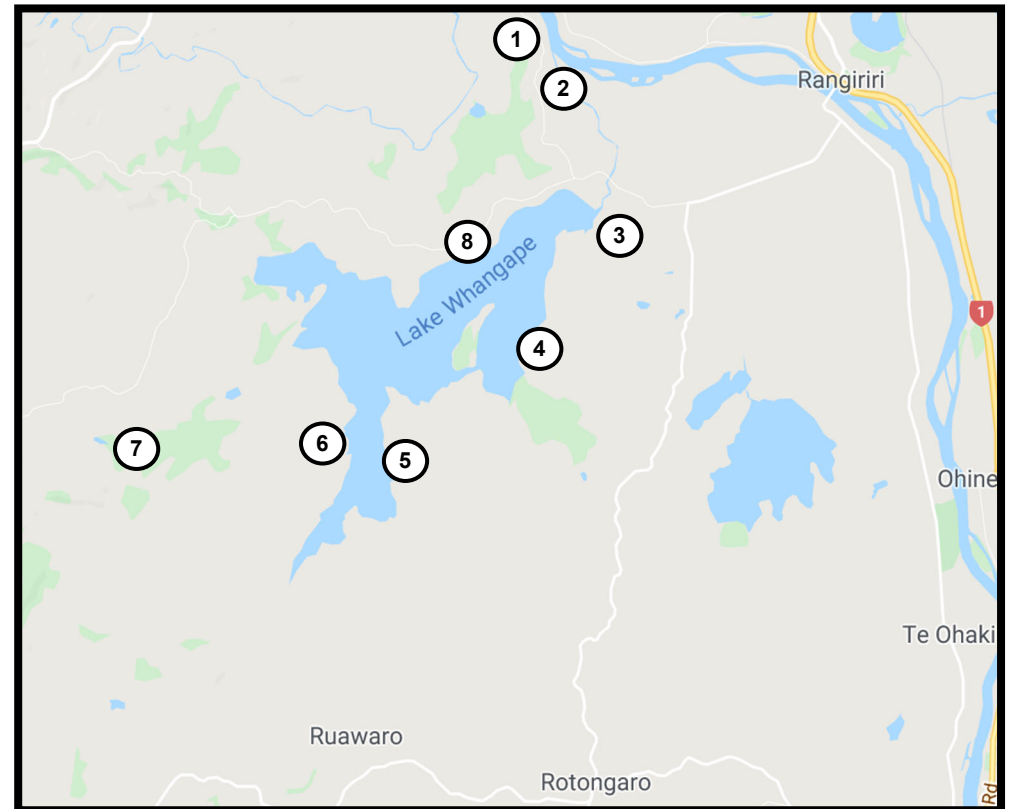 1
2
Rangiriri
3
8
Lake Whangape
1
4
7
6
5
Ohine
Te Ohaki
Ruawaro
Rotongaro
Rd